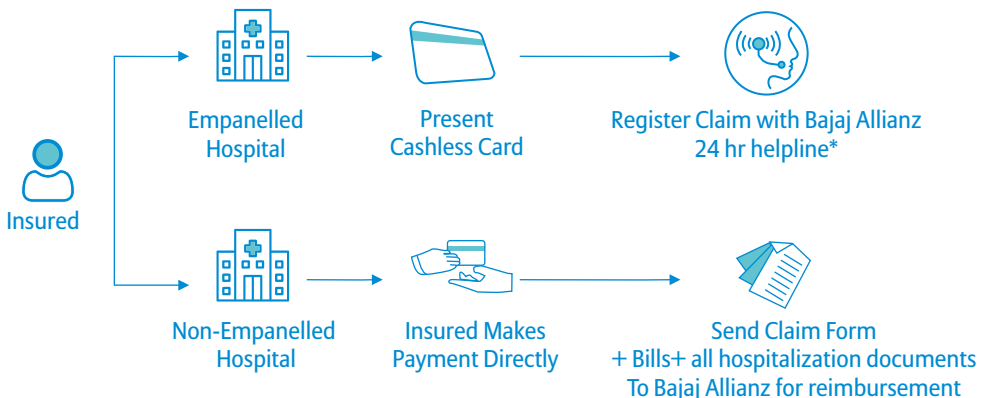 Insured
Empanelled
Hospital
Present
Cashless Card
Register Claim with Bajaj Allianz
24 hr helpline*
Non-Empanelled
Hospital
Insured Makes
Payment Directly
Send Claim Form
+ Bills+ all hospitalization documents
To Bajaj Allianz for reimbursement